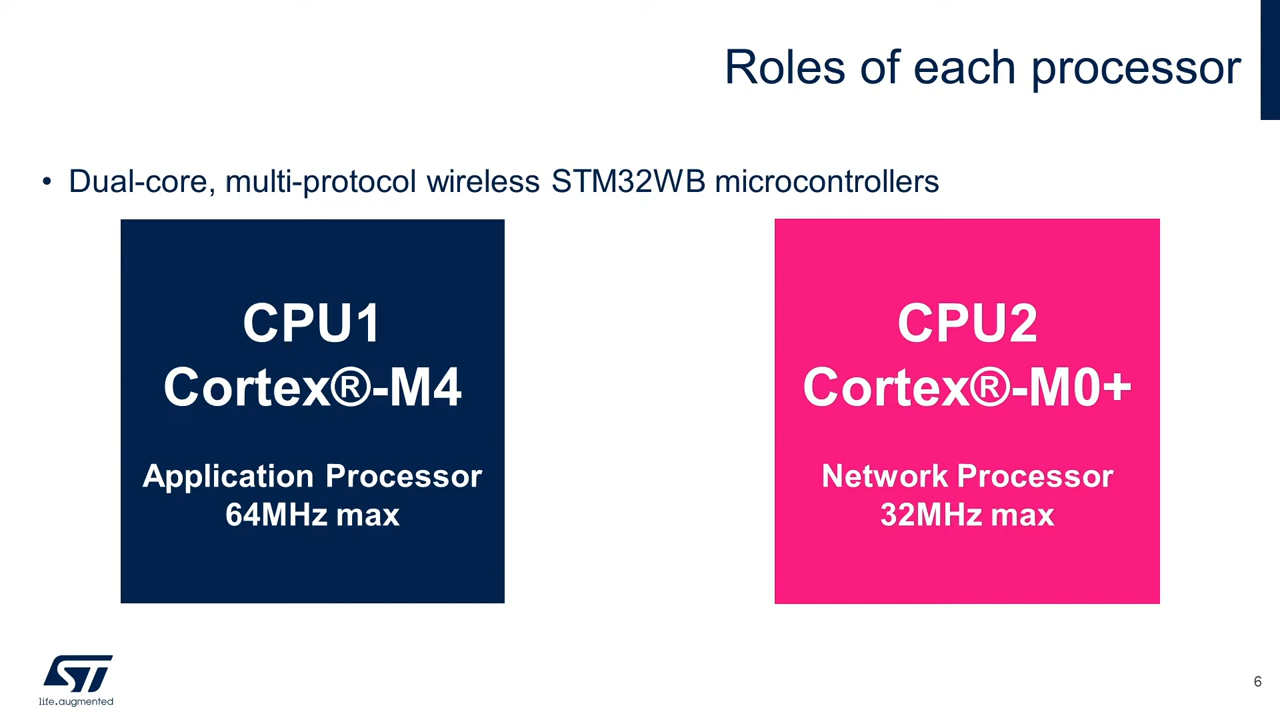 Roles of each processor
• Dual-core, multi-protocol wireless STM32WB microcontrollers
CPU1
Cortex®-M4
Application Processor
64MHz max
CPU2
Cortex®-M0+
Network Processor
32MHz max
ST
life.augmented
6